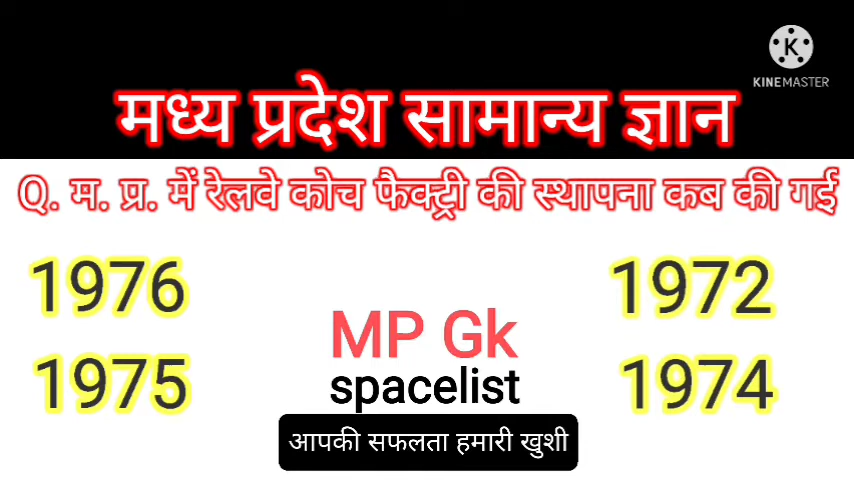 K
KINEMASTER
मध्य प्रदेश सामान्य ज्ञान
Q. म. प्र. में रेलवे कोच फैक्ट्री की स्थापना कब की गई
1976
1972
MP Gk
1975
spacelist
1974
आपकी सफलता हमारी खुशी